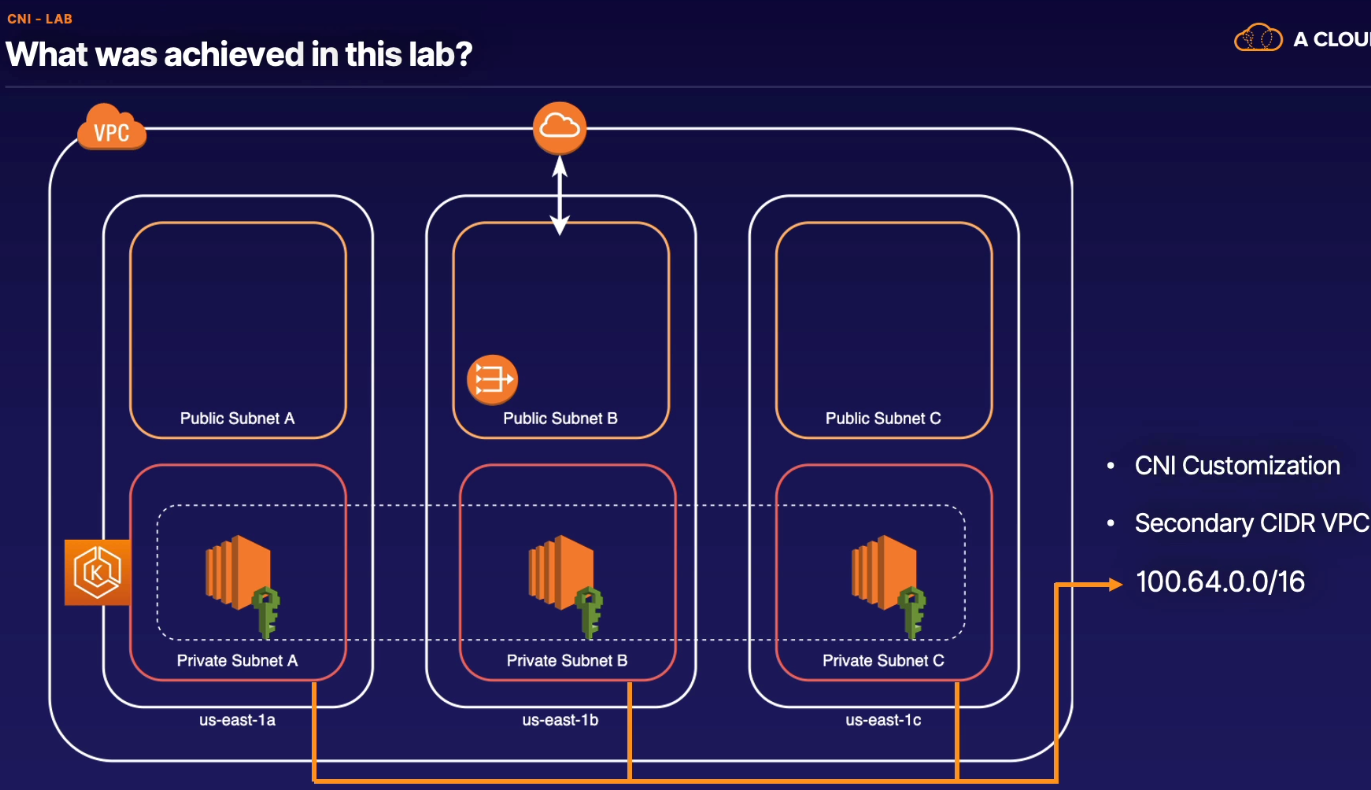 CNI - LAB
What was achieved in this lab?
A CLOU
VPC
Public Subnet A
Public Subnet B
Public Subnet C
• CNI Customization
• Secondary CIDR VPC
100.64.0.0/16
K
Private Subnet A
Private Subnet B
Private Subnet C
us-east-1a
us-east-1b
us-east-1c